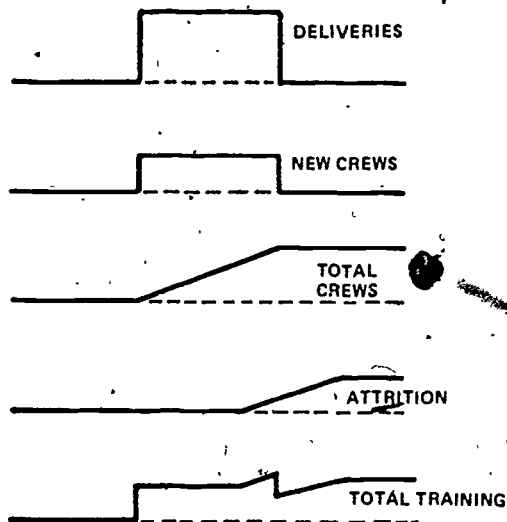 DELIVERIES
NEW CREWS
TOTAL
CREWS
ATTRITION
TOTAL TRAINING